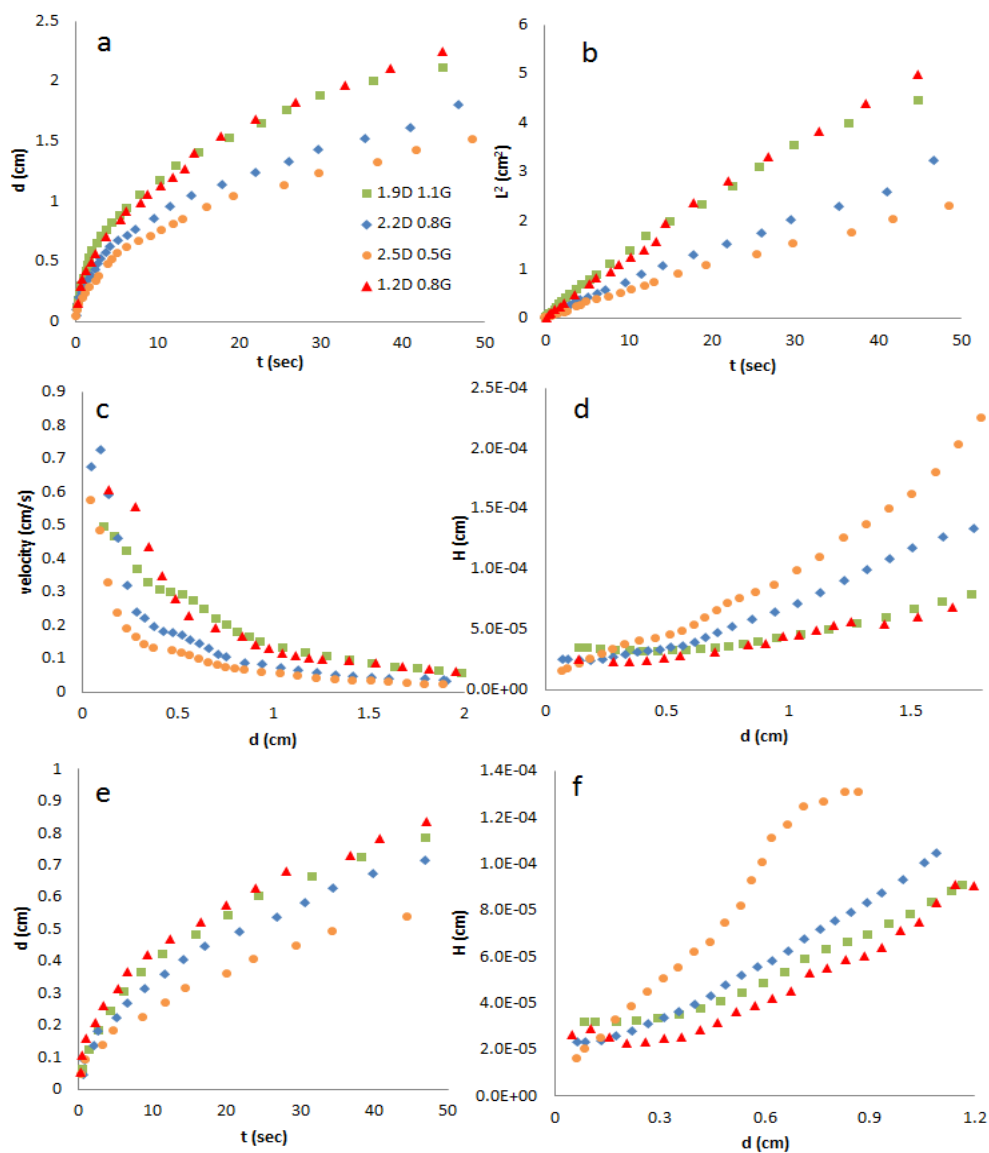 a
d (cm)
2.5
2
1.5
1
0.5
0
0 10 20 30 40 50
t (sec)
1.9D 1.1G
2.2D 0.8G
2.5D 0.5G
1.2D 0.8G
b
L² (cm²)
6
5
4
3
2
1
0
0 10 20 30 40 50
t (sec)
c
velocity (cm/s)
0.9
0.8
0.7
0.6
0.5
0.4
0.3
0.2
0.1
0
0 0.5 1 1.5 2
d (cm)
d
H (cm)
2.5E-04
2.0E-04
1.5E-04
1.0E-04
5.0E-05
0.0E+00
0 0.5 1 1.5
d (cm)
e
d (cm)
1
0.9
0.8
0.7
0.6
0.5
0.4
0.3
0.2
0.1
0
0 10 20 30 40 50
t (sec)
f
H (cm)
1.4E-04
1.2E-04
1.0E-04
8.0E-05
6.0E-05
4.0E-05
2.0E-05
0.0E+00
0 0.3 0.6 0.9 1.2
d (cm)